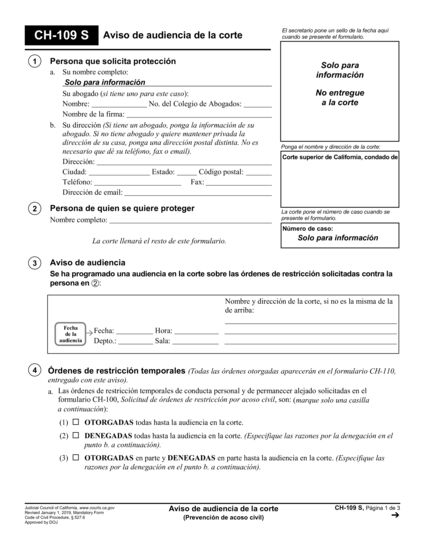 CH-109 S
Aviso de audiencia de la corte
El secretario pone un sello de la fecha aquí
cuando se presente el formulario.
Solo para
información
No entregue
a la corte
1
Persona que solicita protección
a. Su nombre completo:
Solo para información
Su abogado (si tiene uno para este caso):
Nombre: No. del Colegio de Abogados:
Nombre de la firma:
b. Su dirección (Si tiene un abogado, ponga la información de su
abogado. Si no tiene abogado y quiere mantener privada la
dirección de su casa, ponga una dirección postal distinta. No es
necesario que dé su teléfono, fax o email).
Dirección:
Ciudad: Estado: Código postal:
Teléfono: Fax:
Dirección de email:
Ponga el nombre y dirección de la corte:
Corte superior de California, condado de
2
Persona de quien se quiere proteger
Nombre completo:
La corte pone el número de caso cuando se
presente el formulario.
Número de caso:
Solo para información
La corte llenará el resto de este formulario.
3
Aviso de audiencia
Se ha programado una audiencia en la corte sobre las órdenes de restricción solicitadas contra la
persona en ②:
Nombre y dirección de la corte, si no es la misma de la
de arriba:
Fecha
de la
audiencia
Fecha: Hora:
Depto.: Sala:
4
Órdenes de restricción temporales (Todas las órdenes otorgadas aparecerán en el formulario CH-110,
entregado con este aviso).
a. Las órdenes de restricción temporales de conducta personal y de permanecer alejado solicitadas en el
formulario CH-100, Solicitud de órdenes de restricción por acoso civil, son: (marque solo una casilla
a continuación):
(1) ☐ OTORGADAS todas hasta la audiencia en la corte.
(2) ☐ DENEGADAS todas hasta la audiencia en la corte. (Especifique las razones por la denegación en el
punto b. a continuación).
(3) ☐ OTORGADAS en parte y DENEGADAS en parte hasta la audiencia en la corte. (Especifique las
razones por la denegación en el punto b. a continuación).
Judicial Council of California, www.courts.ca.gov
Revised January 1, 2019, Mandatory Form
Code of Civil Procedure, § 527.6
Approved by DOJ
Aviso de audiencia de la corte
(Prevención de acoso civil)
CH-109 S, Página 1 de 3
➔